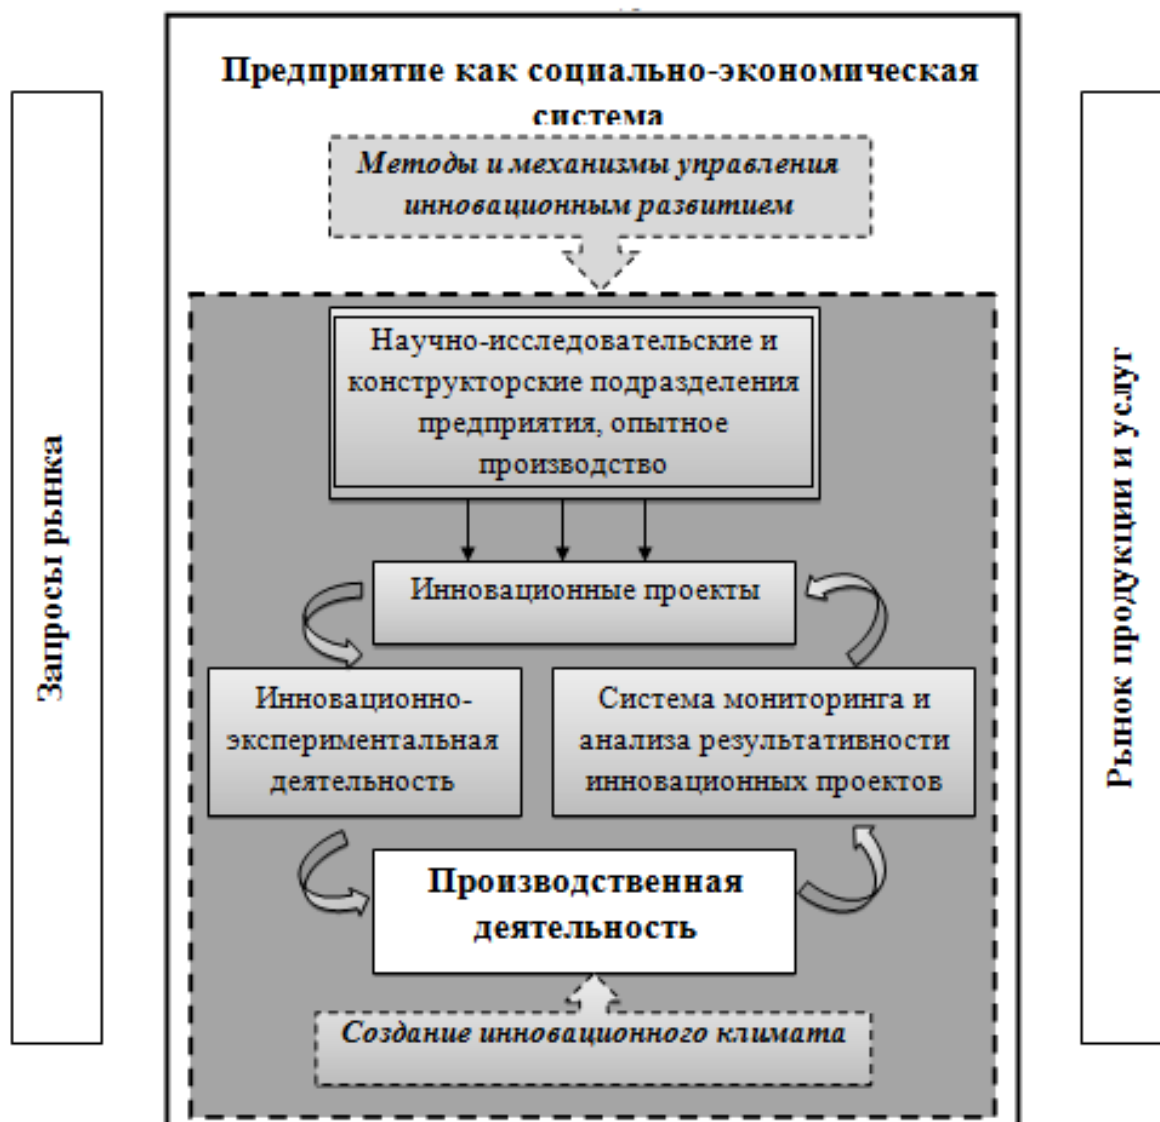 Предприятие как социально-экономическая
система
Методы и механизмы управления
инновационным развитием
Запросы рынка
Научно-исследовательские и
конструкторские подразделения
предприятия, опытное
производство
Инновационные проекты
Инновационно-
экспериментальная
деятельность
Система мониторинга и
анализа результативности
инновационных проектов
Производственная
деятельность
Создание инновационного климата
Рынок продукции и услуг